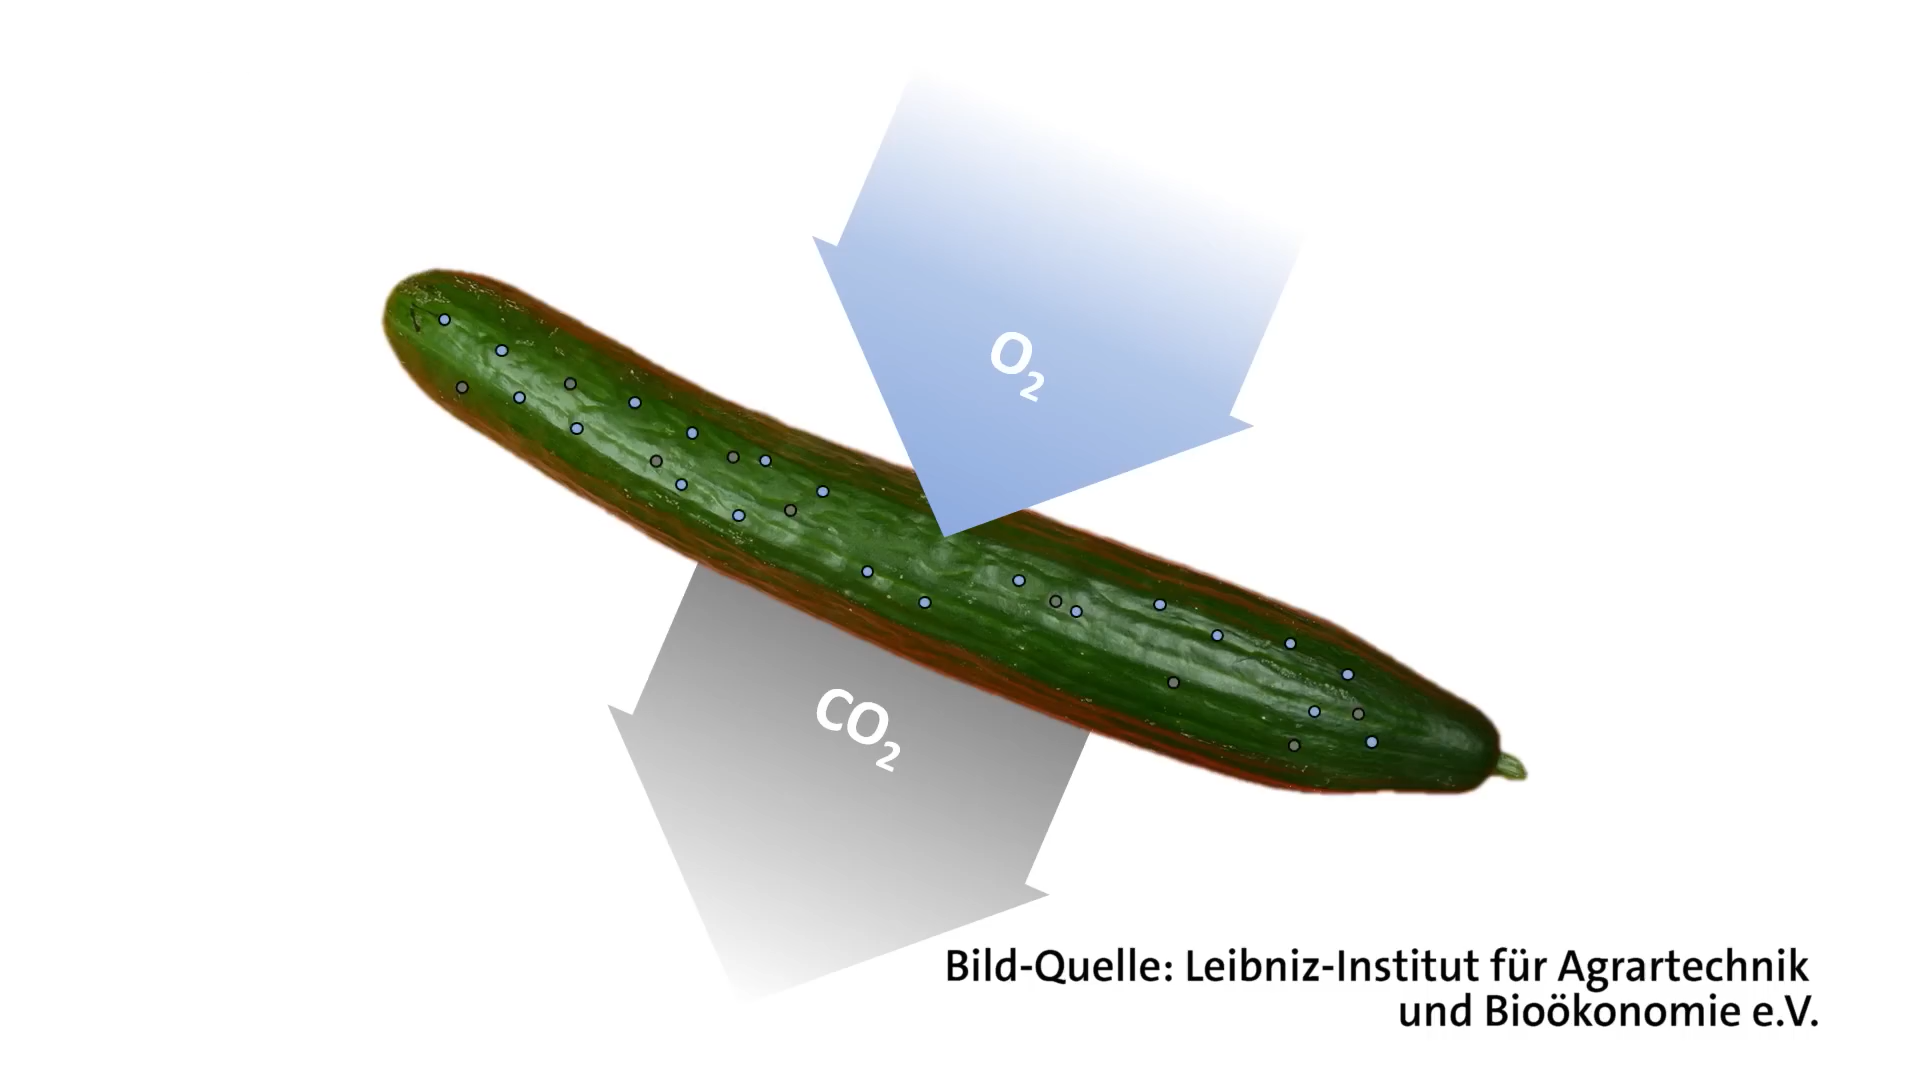 O₂
CO₂
Bild-Quelle: Leibniz-Institut für Agrartechnik
und Bioökonomie e.V.